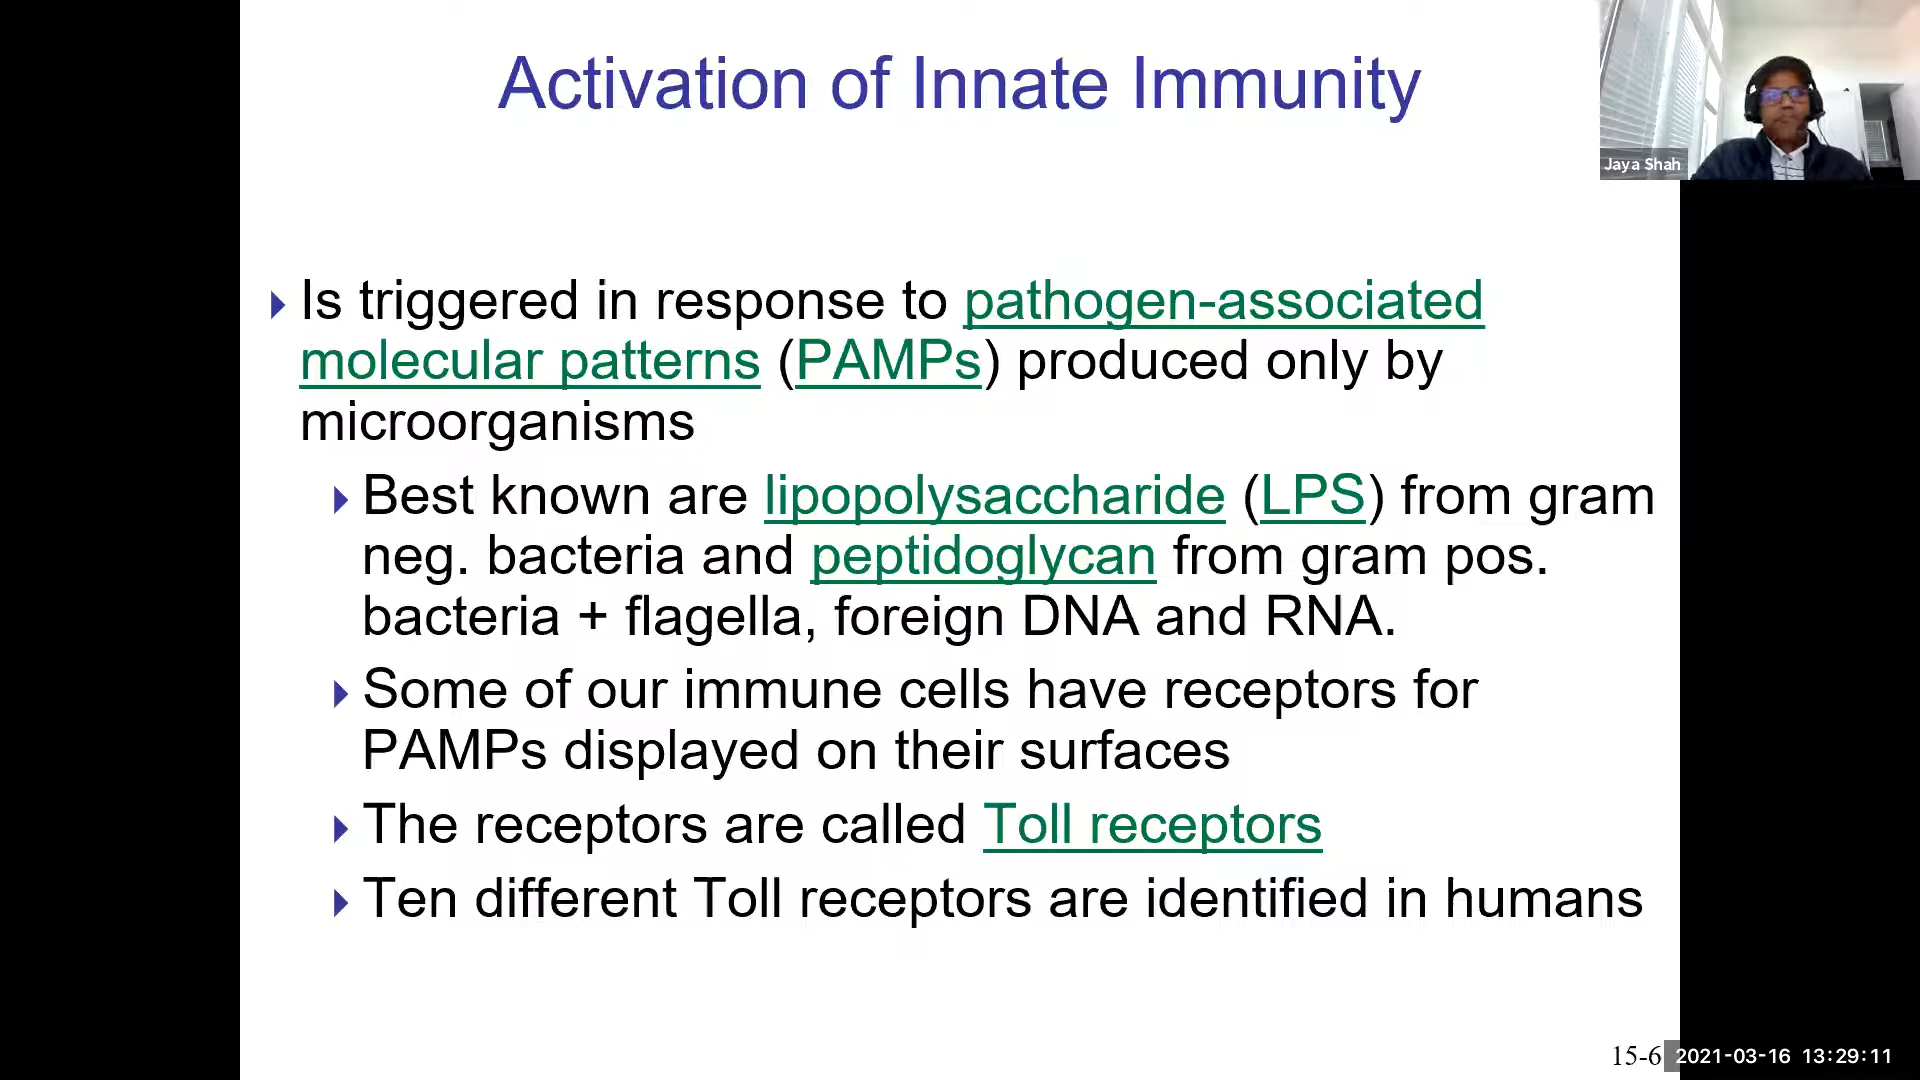 Activation of Innate Immunity
Jaya Shah
Is triggered in response to pathogen-associated
molecular patterns (PAMPs) produced only by
microorganisms
Best known are lipopolysaccharide (LPS) from gram
neg. bacteria and peptidoglycan from gram pos.
bacteria + flagella, foreign DNA and RNA.
Some of our immune cells have receptors for
PAMPs displayed on their surfaces
The receptors are called Toll receptors
Ten different Toll receptors are identified in humans
15-6
2021-03-16 13:29:11